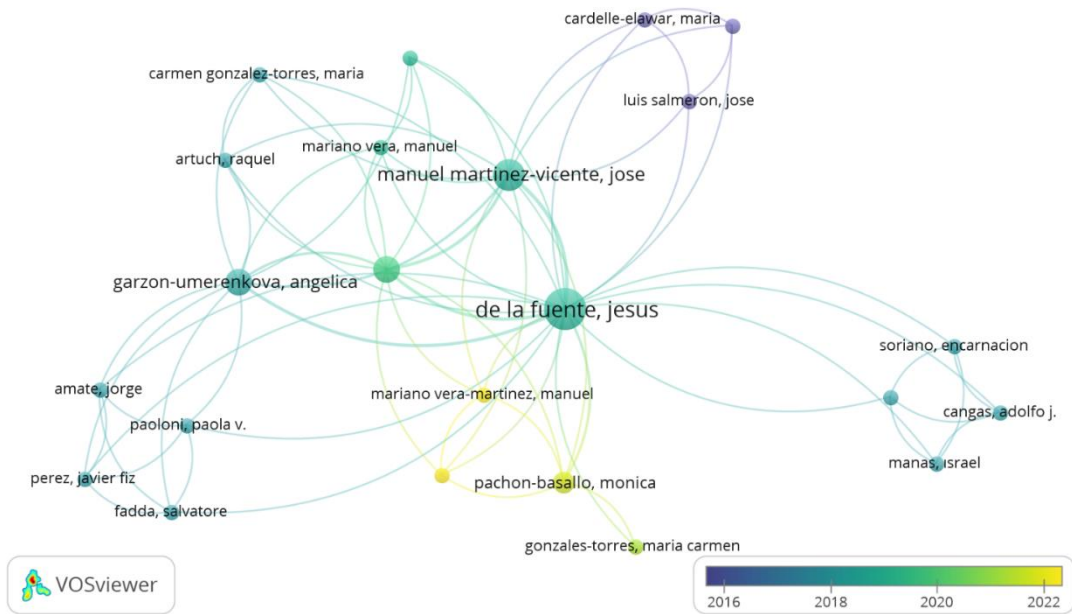 cardelle-elawar, maria
carmen gonzalez-torres, maria
luis salmeron, jose
mariano vera, manuel
artuch, raquel
manuel martinez-vicente, jose
garzon-umerenkova, angelica
de la fuente, jesus
soriano, encarnacion
amate, jorge
mariano vera-martinez, manuel
cangas, adolfo j.
paoloni, paola v.
manas, israel
perez, javier fiz
pachon-basallo, monica
fadda, salvatore
gonzales-torres, maria carmen
VOSviewer
2016 2018 2020 2022